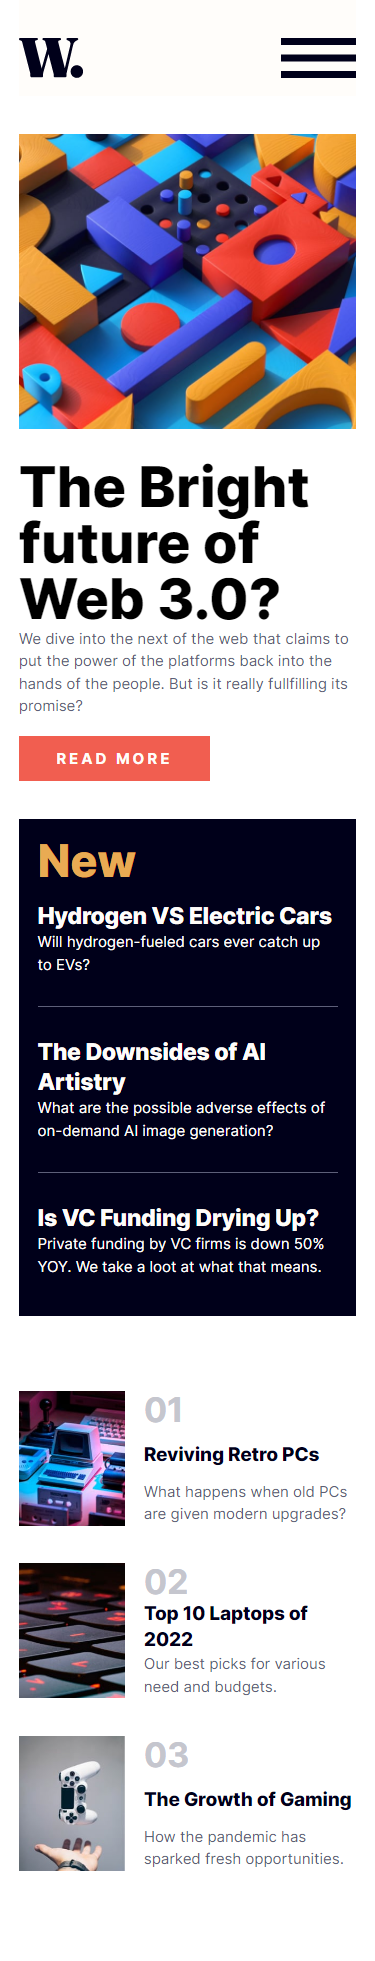 W.
The Bright
future of
Web 3.0?
We dive into the next of the web that claims to
put the power of the platforms back into the
hands of the people. But is it really fullfilling its
promise?
READ MORE
New
Hydrogen VS Electric Cars
Will hydrogen-fueled cars ever catch up
to EVs?
The Downsides of AI
Artistry
What are the possible adverse effects of
on-demand AI image generation?
Is VC Funding Drying Up?
Private funding by VC firms is down 50%
YOY. We take a loot at what that means.
01
Reviving Retro PCs
What happens when old PCs
are given modern upgrades?
02
Top 10 Laptops of
2022
Our best picks for various
need and budgets.
03
The Growth of Gaming
How the pandemic has
sparked fresh opportunities.